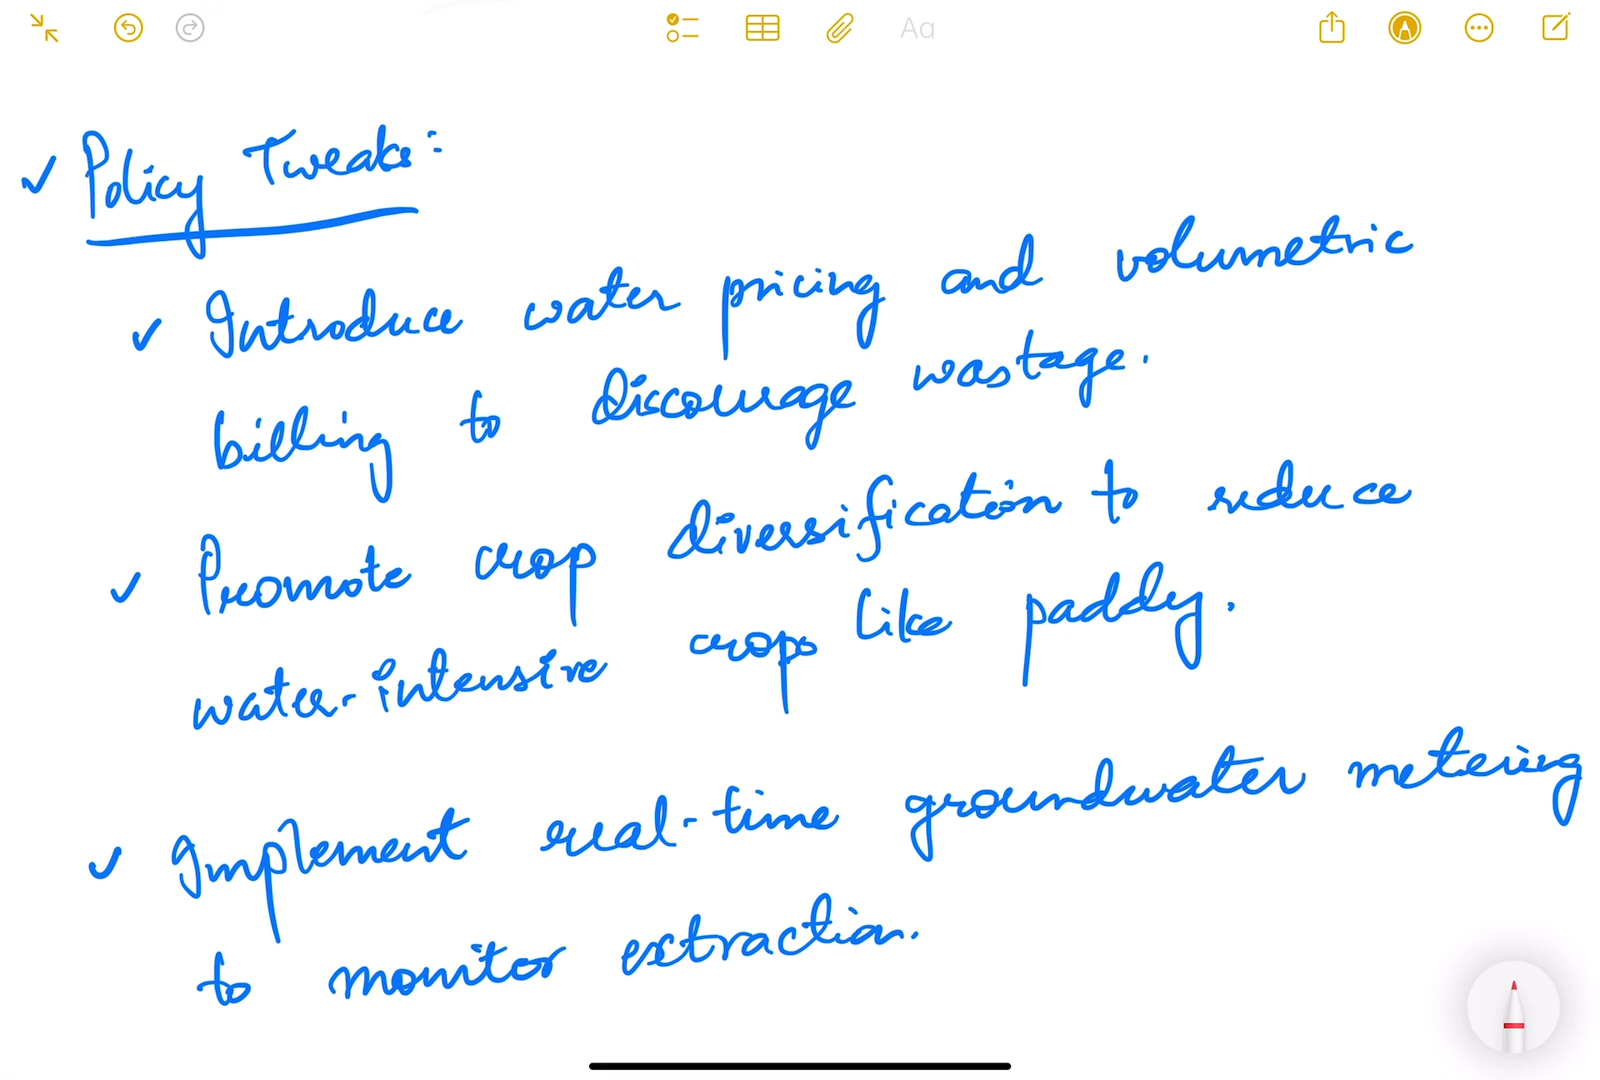 Aa
✓ Policy Tweaks:
✓ Introduce water pricing and volumetric
billing to discourage wastage.
✓ Promote crop diversification to reduce
water-intensive crops like paddy.
✓ Implement real-time groundwater metering
to monitor extraction.